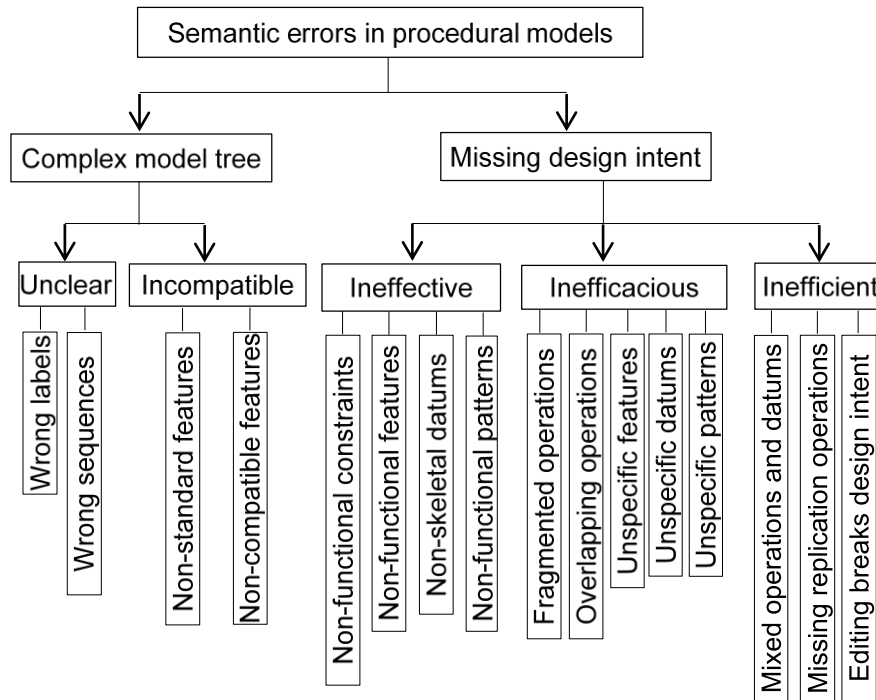 Semantic errors in procedural models
Complex model tree
Missing design intent
Unclear
Incompatible
Ineffective
Inefficacious
Inefficient
Wrong labels
Wrong sequences
Non-standard features
Non-compatible features
Non-functional constraints
Non-functional features
Non-skeletal datums
Non-functional patterns
Fragmented operations
Overlapping operations
Unspecific features
Unspecific datums
Unspecific patterns
Mixed operations and datums
Missing replication operations
Editing breaks design intent